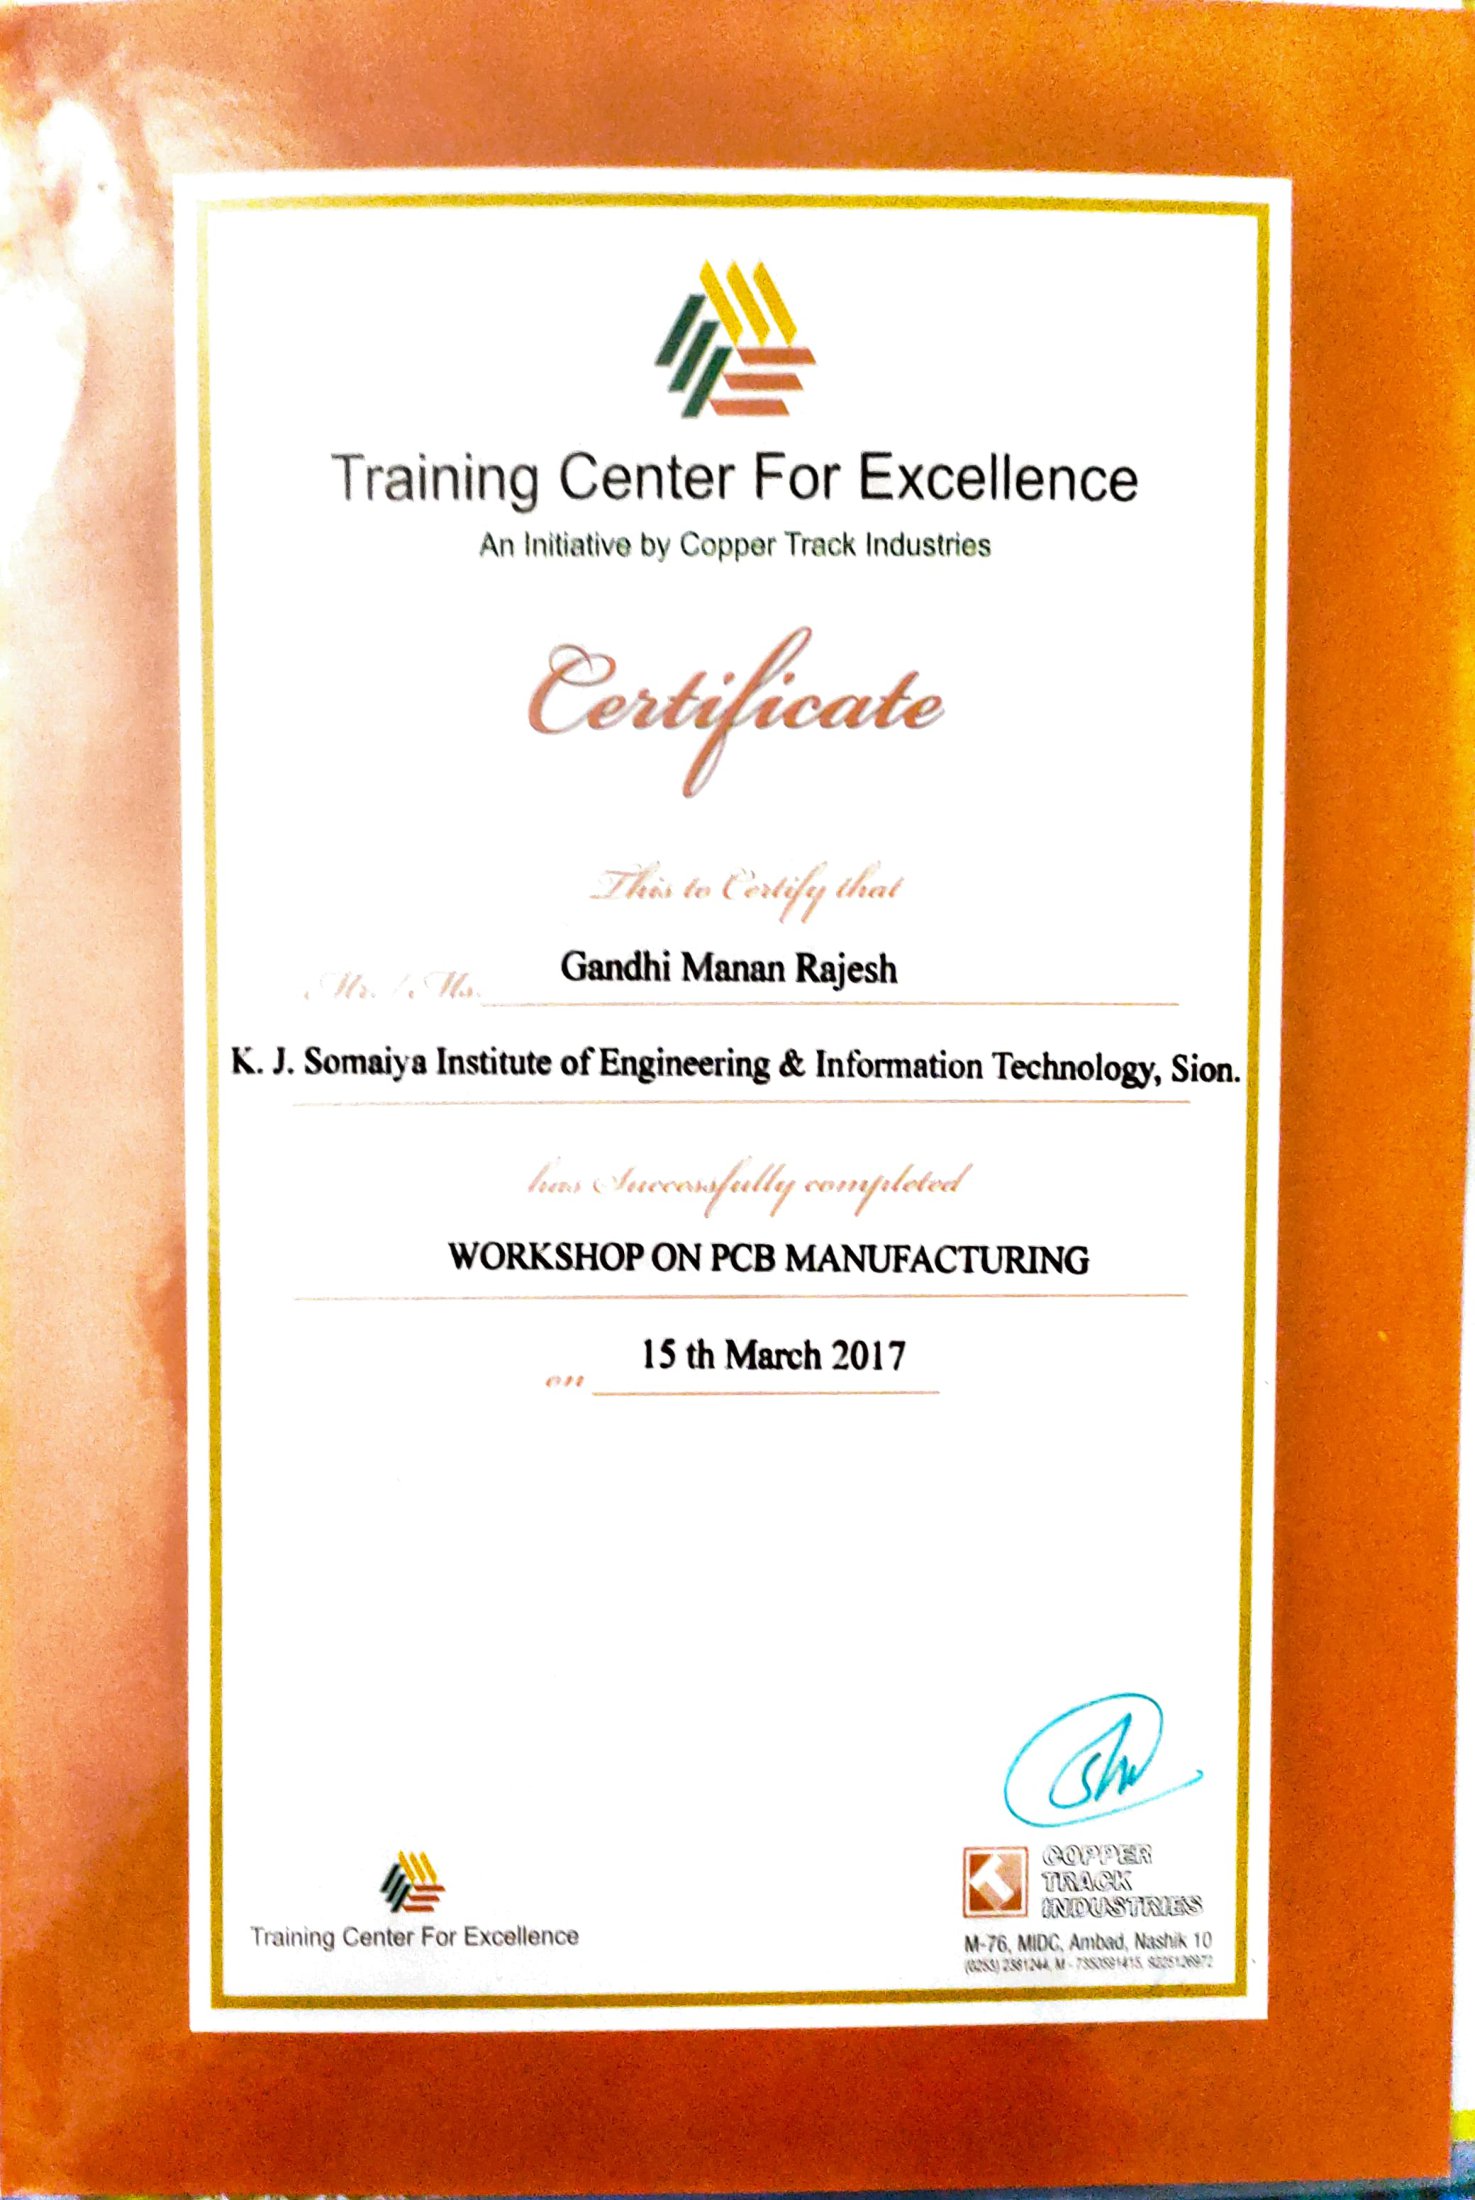 Training Center For Excellence
An Initiative by Copper Track Industries
Certificate
This to Certify that
Mr. / Ms. Gandhi Manan Rajesh
K. J. Somaiya Institute of Engineering & Information Technology, Sion.
has Successfully completed
WORKSHOP ON PCB MANUFACTURING
on 15 th March 2017
Training Center For Excellence
COPPER
TRACK
INDUSTRIES
M-76, MIDC, Ambad, Nashik 10
(0253) 2381244, M - 7350591415, 9225126972